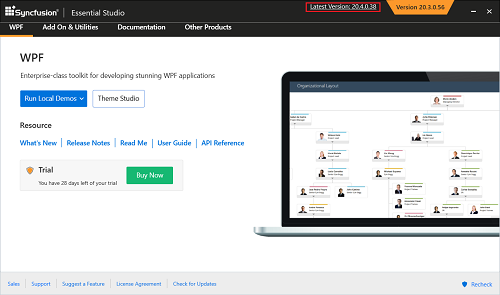 Syncfusion® Essential Studio
Latest Version: 20.4.0.38
Version 20.3.0.56
WPF Add On & Utilities Documentation Other Products
WPF
Enterprise-class toolkit for developing stunning WPF applications
Run Local Demos Theme Studio
Resource
What's New Release Notes Read Me User Guide API Reference
Trial
You have 28 days left of your trial
Buy Now
Organizational Layout
Sales Support Suggest a Feature License Agreement Check for Updates
Recheck